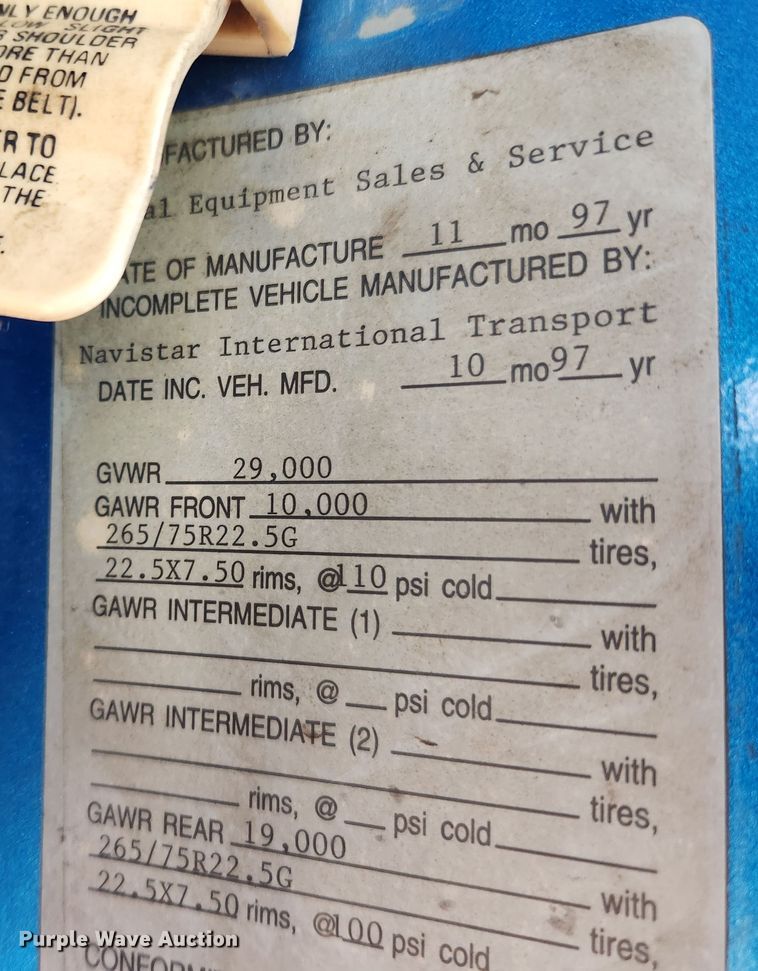 NLY ENOUGH
LOW SLIGHT
SHOULDER
ORE THAN
D FROM
E BELT).
R TO
LACE
THE
FACTURED BY:
al Equipment Sales & Service
ATE OF MANUFACTURE 11 mo 97 yr
INCOMPLETE VEHICLE MANUFACTURED BY:
Navistar International Transport
DATE INC. VEH. MFD. 10 mo 97 yr
GVWR 29,000
GAWR FRONT 10,000 with
265/75R22.5G tires,
22.5X7.50 rims, @110 psi cold
GAWR INTERMEDIATE (1) with
tires,
rims, @ psi cold
GAWR INTERMEDIATE (2) with
tires,
rims, @ psi cold
GAWR REAR 19,000 with
265/75R22.5G tires,
22.5X7.50 rims, @100 psi cold
Purple Wave Auction